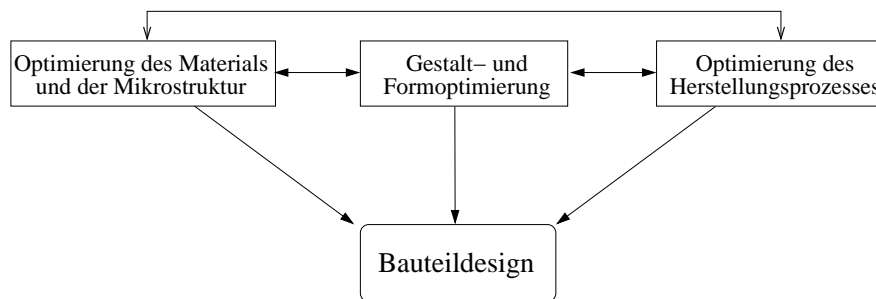 Optimierung des Materials
und der Mikrostruktur
Gestalt− und
Formoptimierung
Optimierung des
Herstellungsprozesses
Bauteildesign